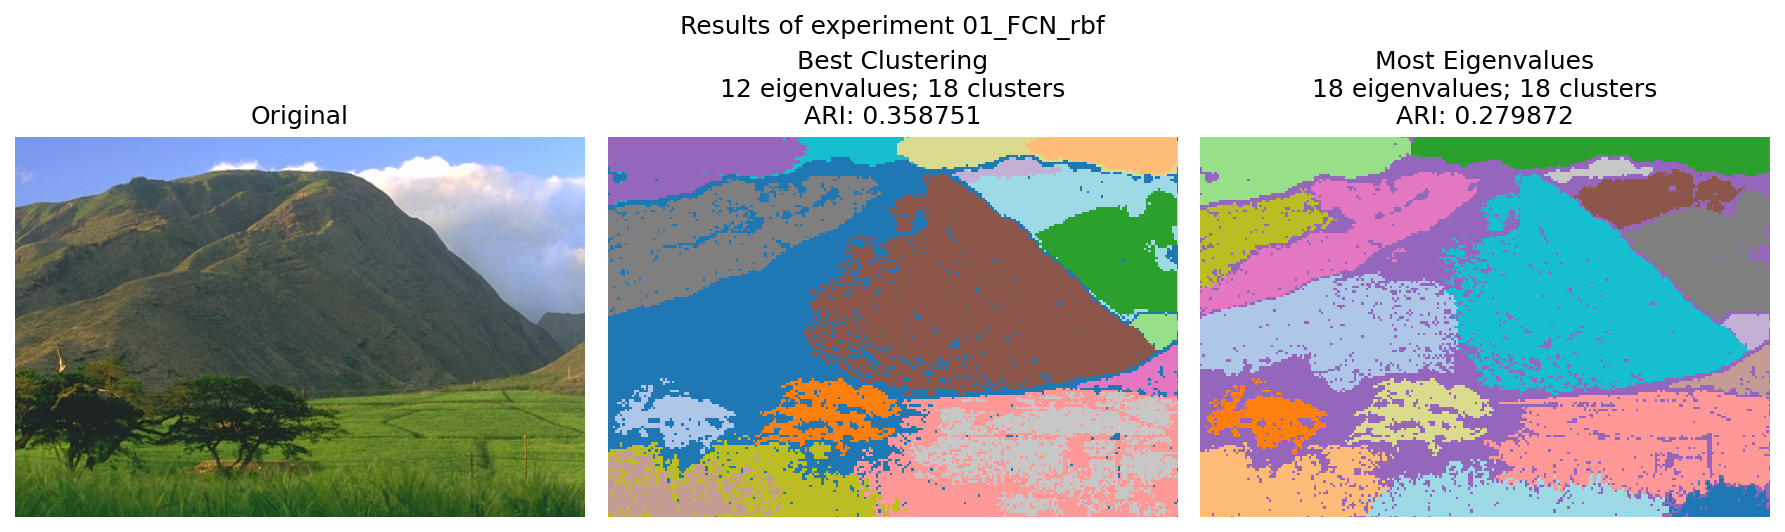 Results of experiment 01_FCN_rbf
Original
Best Clustering
12 eigenvalues; 18 clusters
ARI: 0.358751
Most Eigenvalues
18 eigenvalues; 18 clusters
ARI: 0.279872